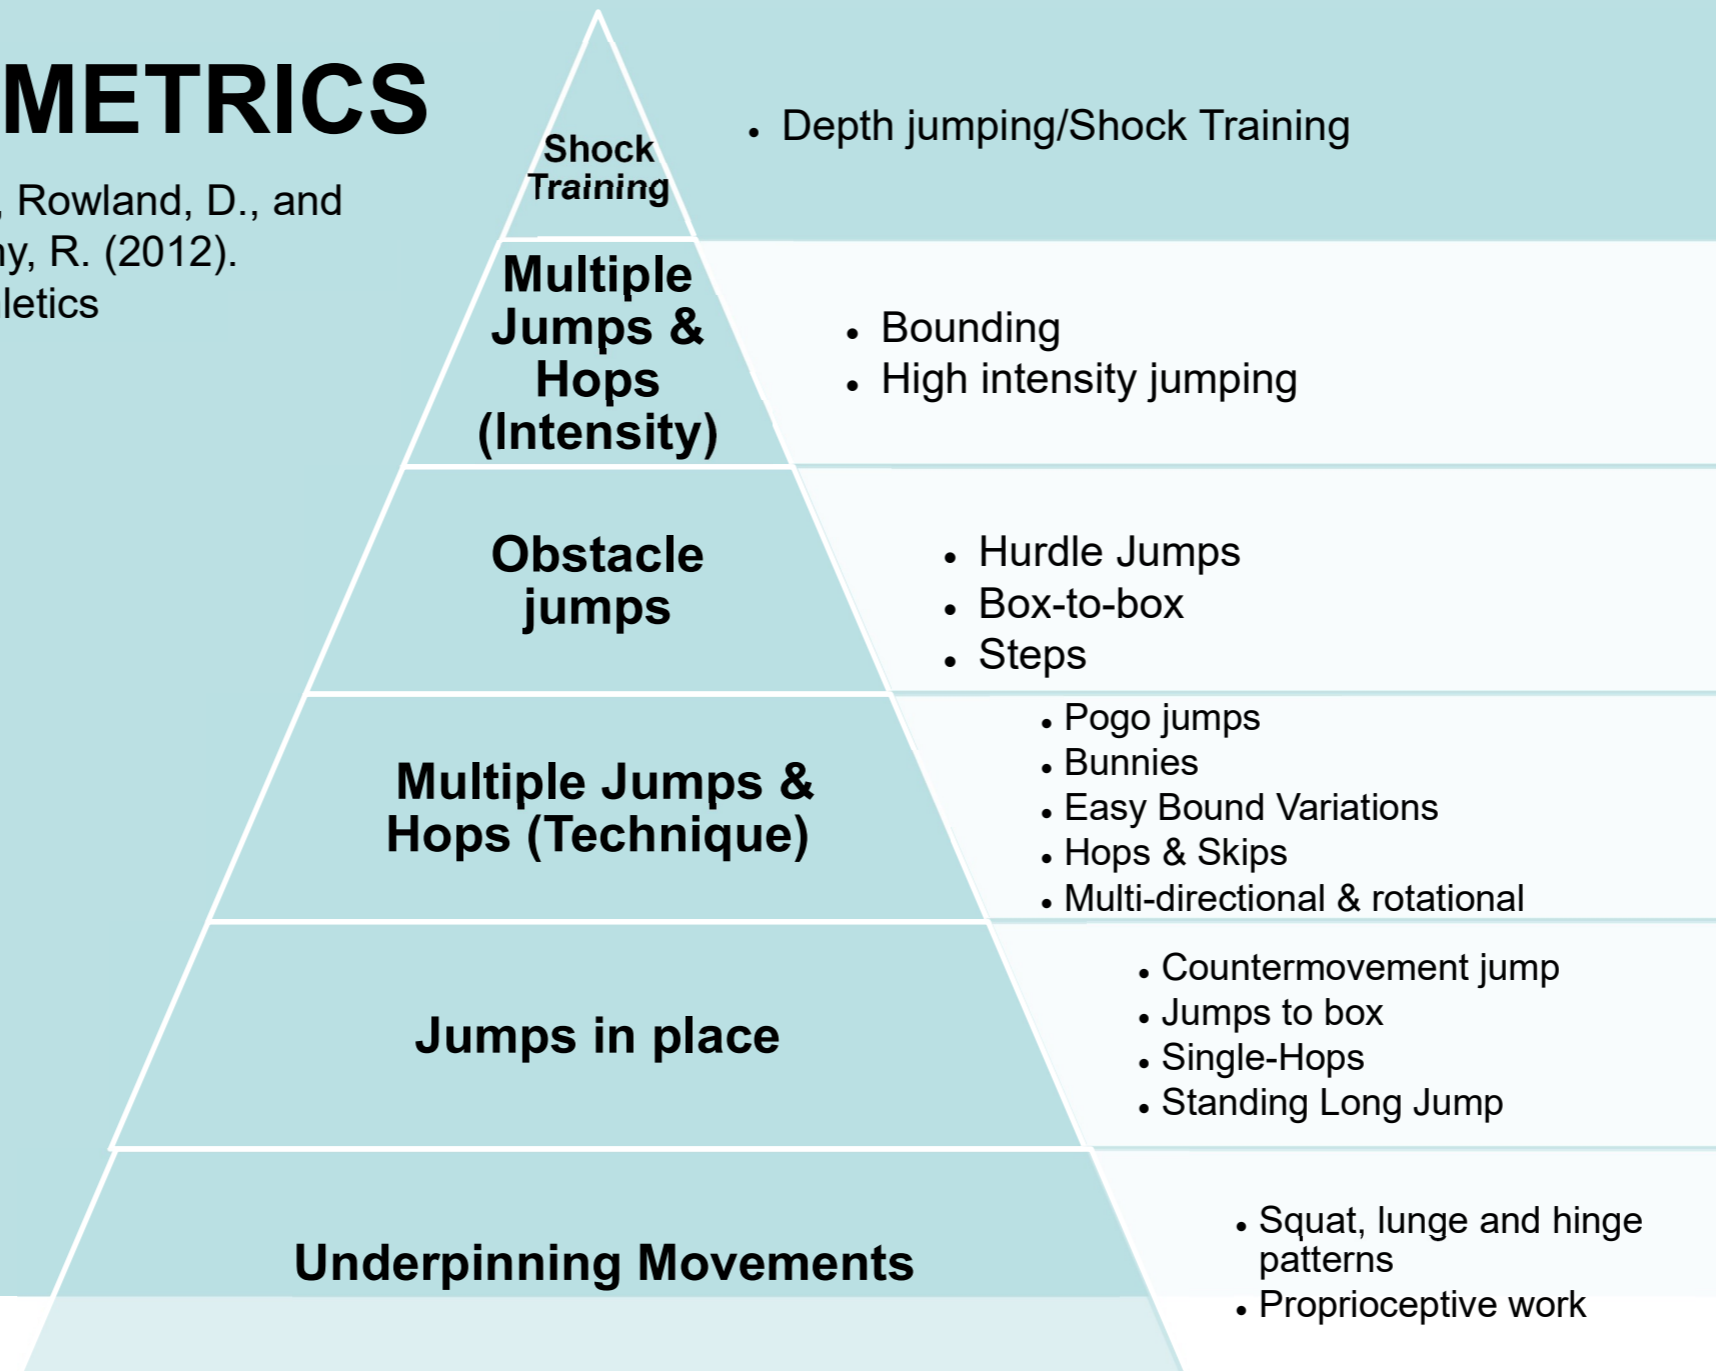 METRICS
, Rowland, D., and
ny, R. (2012).
letics
Shock
Training
• Depth jumping/Shock Training
Multiple
Jumps &
Hops
(Intensity)
• Bounding
• High intensity jumping
Obstacle
jumps
• Hurdle Jumps
• Box-to-box
• Steps
Multiple Jumps &
Hops (Technique)
• Pogo jumps
• Bunnies
• Easy Bound Variations
• Hops & Skips
• Multi-directional & rotational
Jumps in place
• Countermovement jump
• Jumps to box
• Single-Hops
• Standing Long Jump
Underpinning Movements
• Squat, lunge and hinge
patterns
• Proprioceptive work